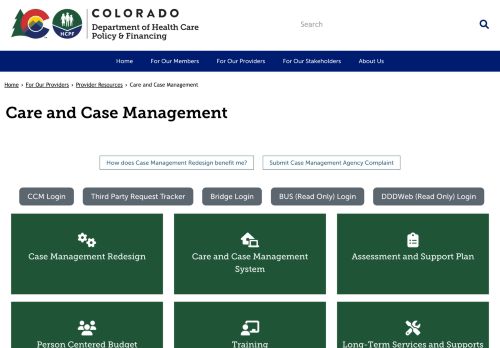 COLORADO
Department of Health Care
Policy & Financing
HCPF
Search
Home For Our Members For Our Providers For Our Stakeholders About Us
Home › For Our Providers › Provider Resources › Care and Case Management
Care and Case Management
How does Case Management Redesign benefit me? Submit Case Management Agency Complaint
CCM Login Third Party Request Tracker Bridge Login BUS (Read Only) Login DDDWeb (Read Only) Login
Case Management Redesign
Care and Case Management
System
Assessment and Support Plan
Person Centered Budget
Training
Long-Term Services and Supports